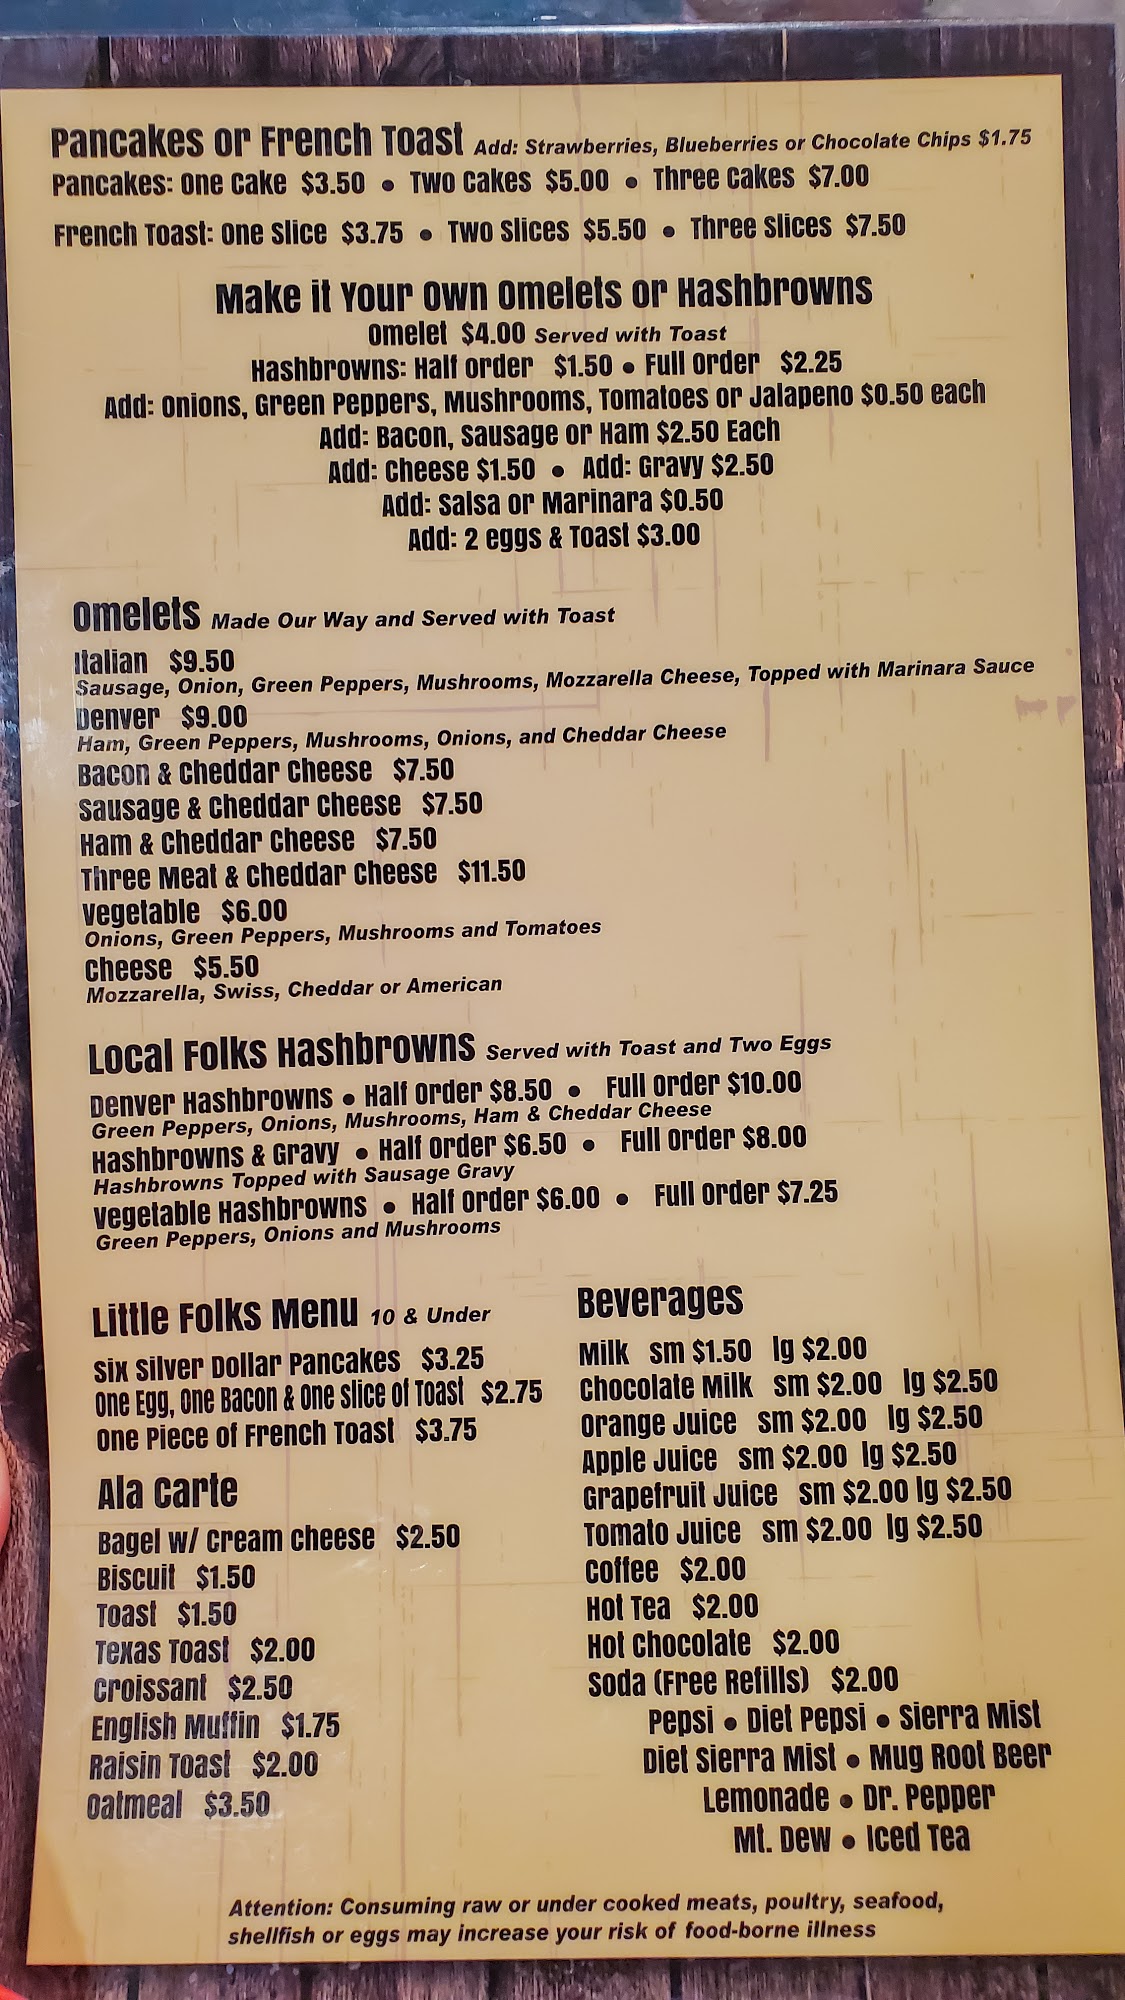 Pancakes or French Toast Add: Strawberries, Blueberries or Chocolate Chips $1.75
Pancakes: One Cake $3.50 • Two Cakes $5.00 • Three Cakes $7.00
French Toast: One Slice $3.75 • Two Slices $5.50 • Three Slices $7.50
Make it Your Own Omelets or Hashbrowns
Omelet $4.00 Served with Toast
Hashbrowns: Half Order $1.50 • Full Order $2.25
Add: Onions, Green Peppers, Mushrooms, Tomatoes or Jalapeno $0.50 each
Add: Bacon, Sausage or Ham $2.50 Each
Add: Cheese $1.50 • Add: Gravy $2.50
Add: Salsa or Marinara $0.50
Add: 2 eggs & Toast $3.00
Omelets Made Our Way and Served with Toast
Italian $9.50
Sausage, Onion, Green Peppers, Mushrooms, Mozzarella Cheese, Topped with Marinara Sauce
Denver $9.00
Ham, Green Peppers, Mushrooms, Onions, and Cheddar Cheese
Bacon & Cheddar Cheese $7.50
Sausage & Cheddar Cheese $7.50
Ham & Cheddar Cheese $7.50
Three Meat & Cheddar Cheese $11.50
Vegetable $6.00
Onions, Green Peppers, Mushrooms and Tomatoes
Cheese $5.50
Mozzarella, Swiss, Cheddar or American
Local Folks Hashbrowns Served with Toast and Two Eggs
Denver Hashbrowns • Half Order $8.50 • Full Order $10.00
Green Peppers, Onions, Mushrooms, Ham & Cheddar Cheese
Hashbrowns & Gravy • Half Order $6.50 • Full Order $8.00
Hashbrowns Topped with Sausage Gravy
Vegetable Hashbrowns • Half Order $6.00 • Full Order $7.25
Green Peppers, Onions and Mushrooms
Little Folks Menu 10 & Under
Six Silver Dollar Pancakes $3.25
One Egg, One Bacon & One slice of Toast $2.75
One Piece of French Toast $3.75
Ala Carte
Bagel w/ Cream Cheese $2.50
Biscuit $1.50
Toast $1.50
Texas Toast $2.00
Croissant $2.50
English Muffin $1.75
Raisin Toast $2.00
Oatmeal $3.50
Beverages
Milk sm $1.50 lg $2.00
Chocolate Milk sm $2.00 lg $2.50
Orange Juice sm $2.00 lg $2.50
Apple Juice sm $2.00 lg $2.50
Grapefruit Juice sm $2.00 lg $2.50
Tomato Juice sm $2.00 lg $2.50
Coffee $2.00
Hot Tea $2.00
Hot Chocolate $2.00
Soda (Free Refills) $2.00
Pepsi • Diet Pepsi • Sierra Mist
Diet Sierra Mist • Mug Root Beer
Lemonade • Dr. Pepper
Mt. Dew • Iced Tea
Attention: Consuming raw or under cooked meats, poultry, seafood,
shellfish or eggs may increase your risk of food-borne illness